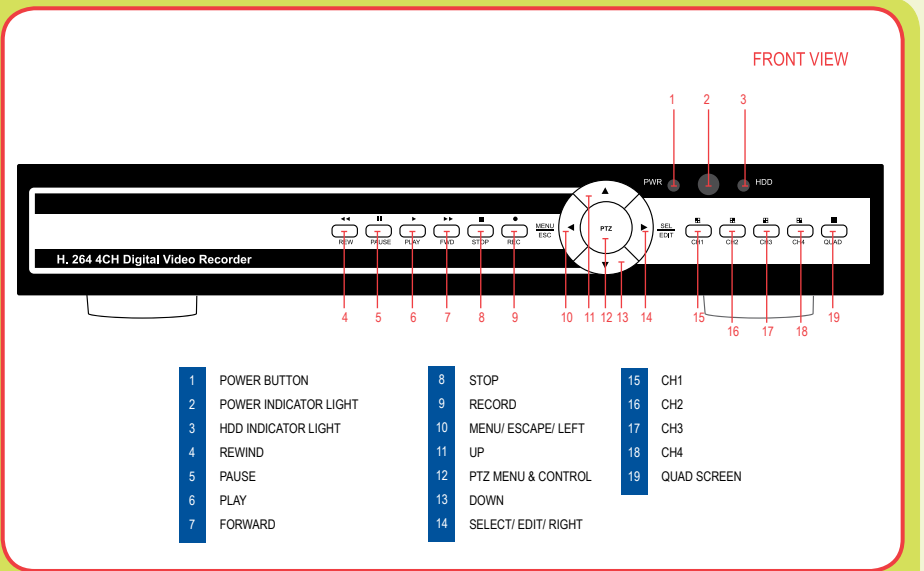 FRONT VIEW
1 2 3
PWR HDD
REW PAUSE PLAY FWD STOP REC
MENU
ESC
PTZ
SEL
EDIT
CH1 CH2 CH3 CH4 QUAD
H. 264 4CH Digital Video Recorder
4 5 6 7 8 9 10 11 12 13 14 15 16 17 18 19
1 POWER BUTTON
2 POWER INDICATOR LIGHT
3 HDD INDICATOR LIGHT
4 REWIND
5 PAUSE
6 PLAY
7 FORWARD
8 STOP
9 RECORD
10 MENU/ ESCAPE/ LEFT
11 UP
12 PTZ MENU & CONTROL
13 DOWN
14 SELECT/ EDIT/ RIGHT
15 CH1
16 CH2
17 CH3
18 CH4
19 QUAD SCREEN